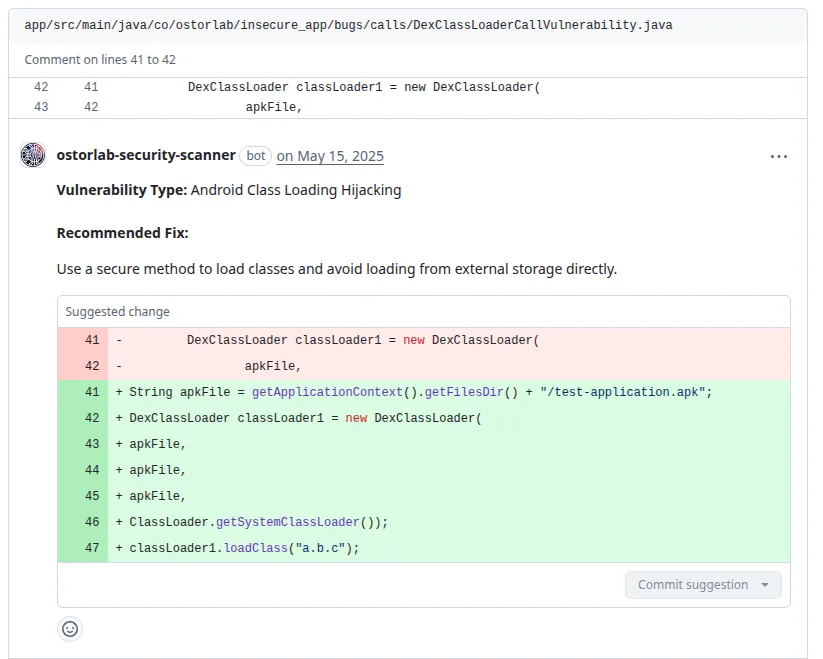 app/src/main/java/co/ostorlab/insecure_app/bugs/calls/DexClassLoaderCallVulnerability.java
Comment on lines 41 to 42
42 41 DexClassLoader classLoader1 = new DexClassLoader(
43 42 apkFile,
ostorlab-security-scanner bot on May 15, 2025
Vulnerability Type: Android Class Loading Hijacking
Recommended Fix:
Use a secure method to load classes and avoid loading from external storage directly.
Suggested change
41 - DexClassLoader classLoader1 = new DexClassLoader(
42 - apkFile,
41 + String apkFile = getApplicationContext().getFilesDir() + "/test-application.apk";
42 + DexClassLoader classLoader1 = new DexClassLoader(
43 + apkFile,
44 + apkFile,
45 + apkFile,
46 + ClassLoader.getSystemClassLoader());
47 + classLoader1.loadClass("a.b.c");
Commit suggestion